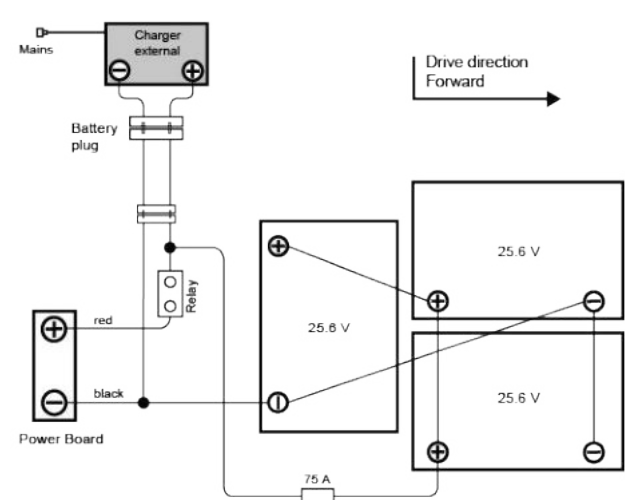 Charger
external
Mains
Drive direction
Forward
Battery
plug
25.6 V
Relay
red
25.6 V
black
25.6 V
Power Board
75 A